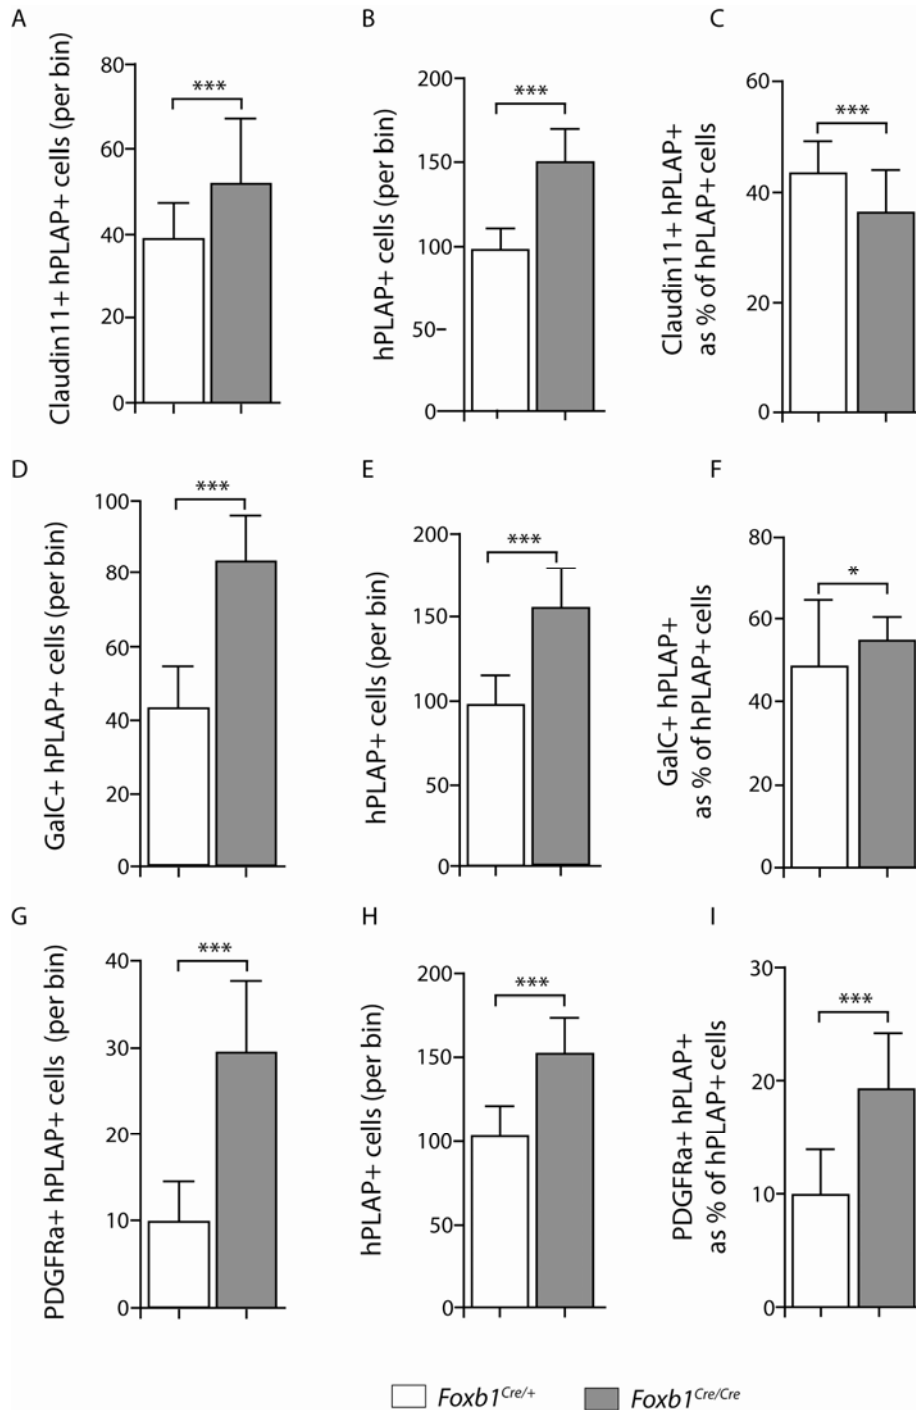 A
Claudin11+ hPLAP+ cells (per bin)
80
60
40
20
0
***
B
hPLAP+ cells (per bin)
200
150
100
50
0
***
C
Claudin11+ hPLAP+
as % of hPLAP+ cells
60
40
20
0
***
D
GalC+ hPLAP+ cells (per bin)
100
80
60
40
20
0
***
E
hPLAP+ cells (per bin)
200
150
100
50
0
***
F
GalC+ hPLAP+
as % of hPLAP+ cells
80
60
40
20
0
*
G
PDGFRa+ hPLAP+ cells (per bin)
40
30
20
10
0
***
H
hPLAP+ cells (per bin)
200
150
100
50
0
***
I
PDGFRa+ hPLAP+
as % of hPLAP+ cells
30
20
10
0
***
Foxb1Cre/+
Foxb1Cre/Cre